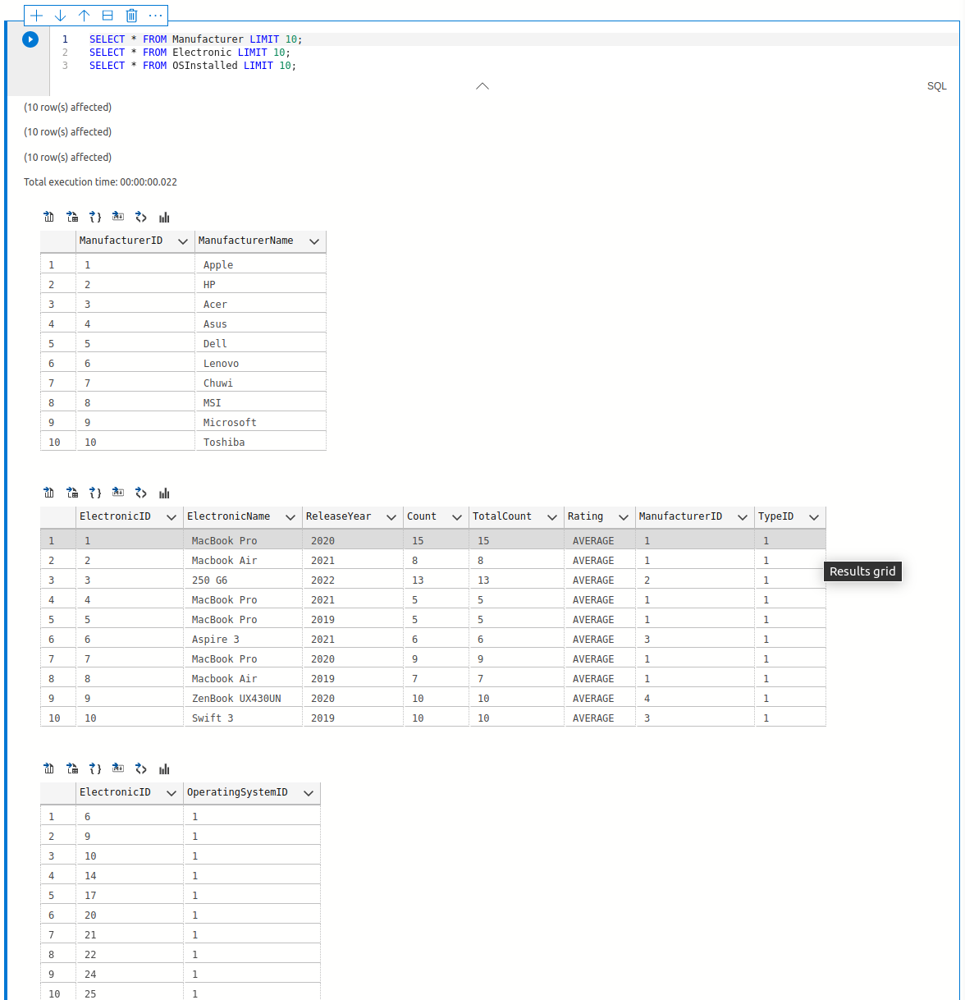 1 SELECT * FROM Manufacturer LIMIT 10;
2 SELECT * FROM Electronic LIMIT 10;
3 SELECT * FROM OSInstalled LIMIT 10;
SQL
(10 row(s) affected)
(10 row(s) affected)
(10 row(s) affected)
Total execution time: 00:00:00.022
ManufacturerID ManufacturerName
1 1 Apple
2 2 HP
3 3 Acer
4 4 Asus
5 5 Dell
6 6 Lenovo
7 7 Chuwi
8 8 MSI
9 9 Microsoft
10 10 Toshiba
ElectronicID ElectronicName ReleaseYear Count TotalCount Rating ManufacturerID TypeID
1 1 MacBook Pro 2020 15 15 AVERAGE 1 1
2 2 Macbook Air 2021 8 8 AVERAGE 1 1
Results grid
3 3 250 G6 2022 13 13 AVERAGE 2 1
4 4 MacBook Pro 2021 5 5 AVERAGE 1 1
5 5 MacBook Pro 2019 5 5 AVERAGE 1 1
6 6 Aspire 3 2021 6 6 AVERAGE 3 1
7 7 MacBook Pro 2020 9 9 AVERAGE 1 1
8 8 Macbook Air 2019 7 7 AVERAGE 1 1
9 9 ZenBook UX430UN 2020 10 10 AVERAGE 4 1
10 10 Swift 3 2019 10 10 AVERAGE 3 1
ElectronicID OperatingSystemID
1 6 1
2 9 1
3 10 1
4 14 1
5 17 1
6 20 1
7 21 1
8 22 1
9 24 1
10 25 1